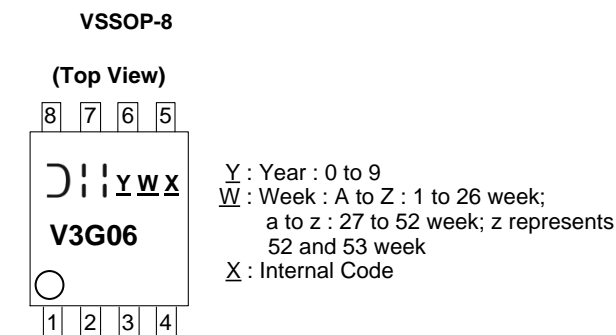 VSSOP-8
(Top View)
8 7 6 5
Y W X
V3G06
1 2 3 4
Y : Year : 0 to 9
W : Week : A to Z : 1 to 26 week;
a to z : 27 to 52 week; z represents
52 and 53 week
X : Internal Code